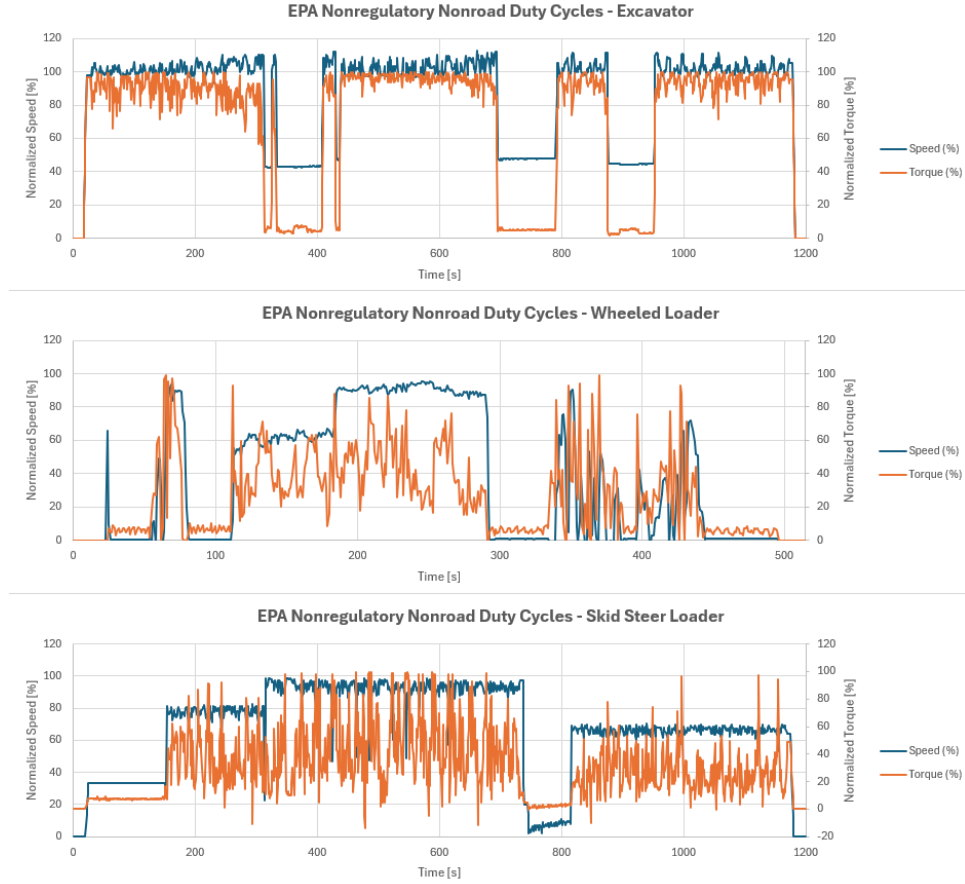 EPA Nonregulatory Nonroad Duty Cycles - Excavator
120 120
100 100
80 80
60 60
40 40
20 20
0 0
Normalized Speed [%]
Normalized Torque [%]
Speed (%)
Torque (%)
0 200 400 600 800 1000 1200
Time [s]
EPA Nonregulatory Nonroad Duty Cycles - Wheeled Loader
120 120
100 100
80 80
60 60
40 40
20 20
0 0
Normalized Speed [%]
Normalized Torque [%]
Speed (%)
Torque (%)
0 100 200 300 400 500
Time [s]
EPA Nonregulatory Nonroad Duty Cycles - Skid Steer Loader
120 120
100 100
80 80
60 60
40 40
20 20
0 0
-20
Normalized Speed [%]
Normalized Torque [%]
Speed (%)
Torque (%)
0 200 400 600 800 1000 1200
Time [s]